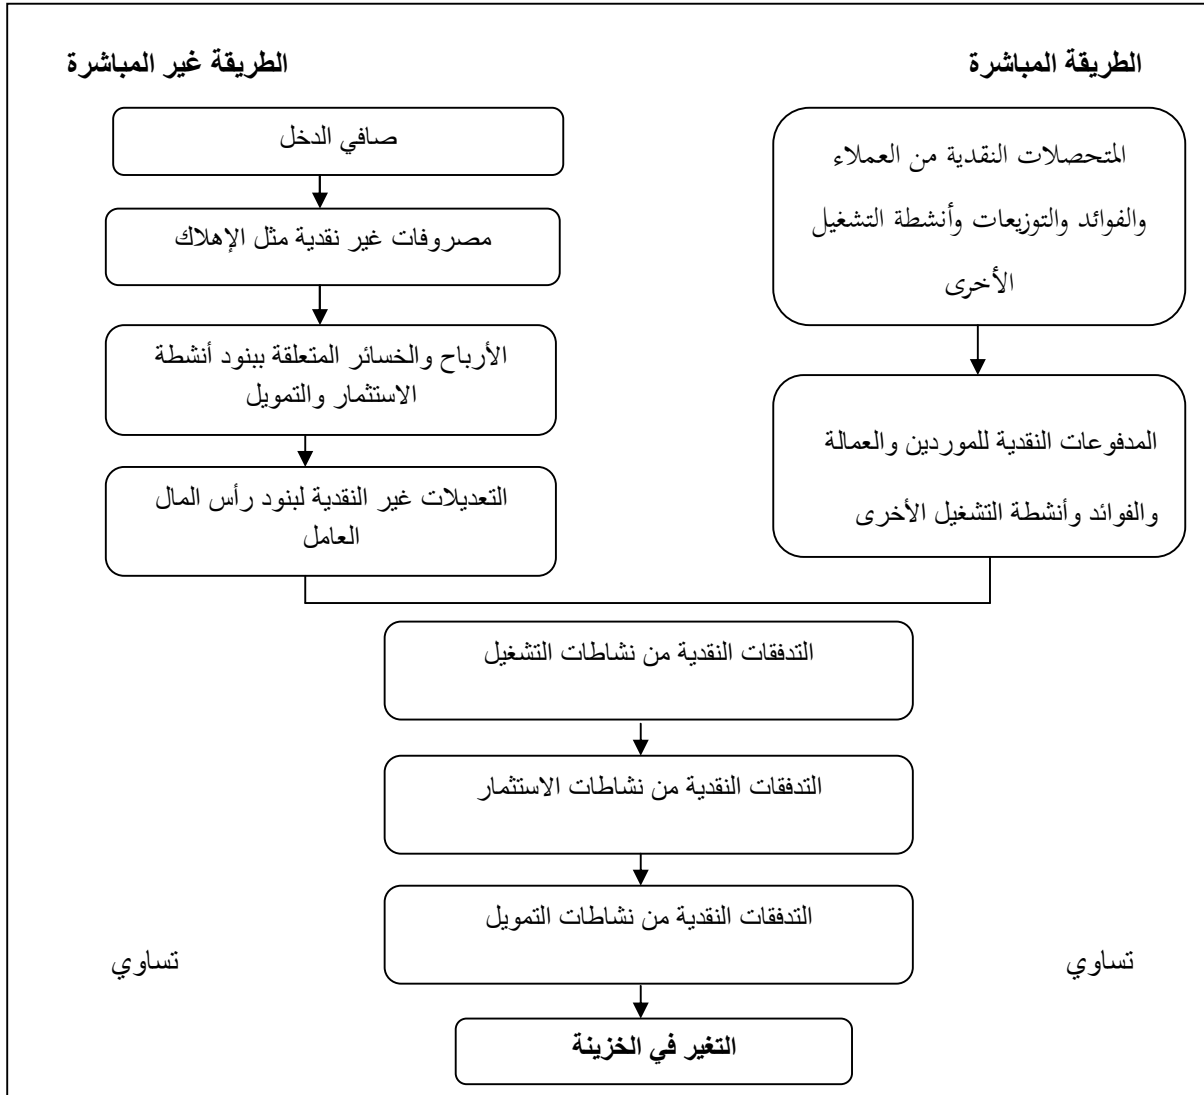 الطريقة المباشرة
الطريقة غير المباشرة
المتحصلات النقدية من العملاء
والفوائد والتوزيعات وأنشطة التشغيل
الأخرى
المدفوعات النقدية للموردين والعمالة
والفوائد وأنشطة التشغيل الأخرى
صافي الدخل
مصروفات غير نقدية مثل الإهلاك
الأرباح والخسائر المتعلقة ببنود أنشطة
الاستثمار والتمويل
التعديلات غير النقدية لبنود رأس المال
العامل
التدفقات النقدية من نشاطات التشغيل
التدفقات النقدية من نشاطات الاستثمار
التدفقات النقدية من نشاطات التمويل
تساوي
تساوي
التغير في الخزينة